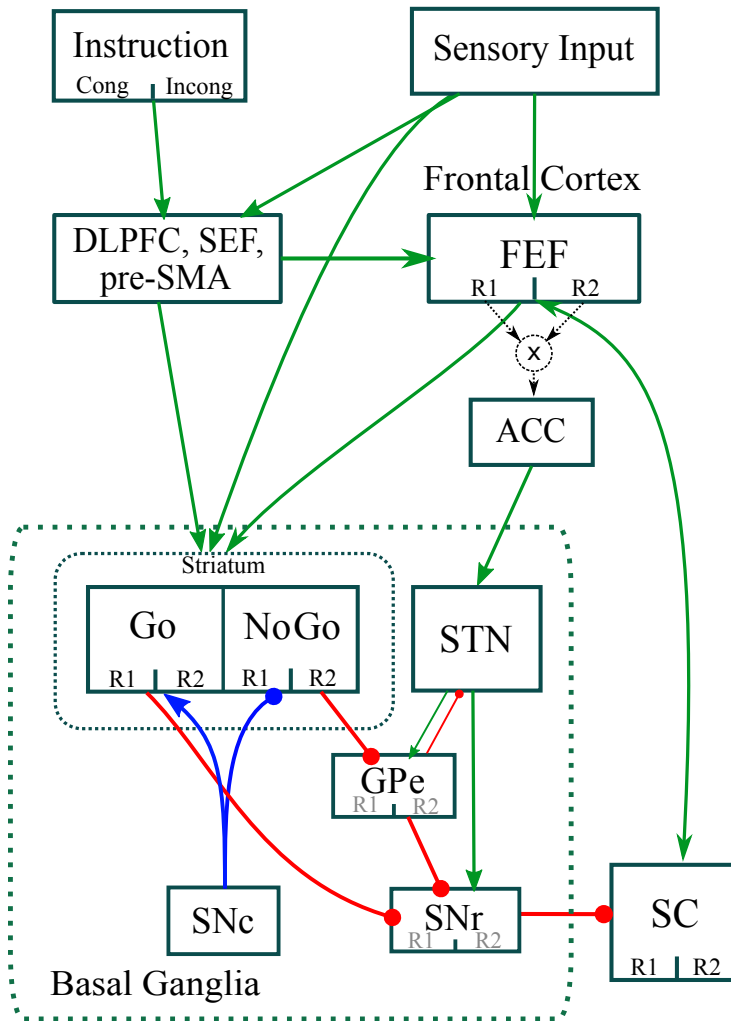 Instruction
Cong Incong
Sensory Input
Frontal Cortex
DLPFC, SEF,
pre-SMA
FEF
R1 R2
x
ACC
Striatum
Go NoGo
R1 R2 R1 R2
STN
GPe
R1 R2
SNc
SNr
R1 R2
SC
R1 R2
Basal Ganglia